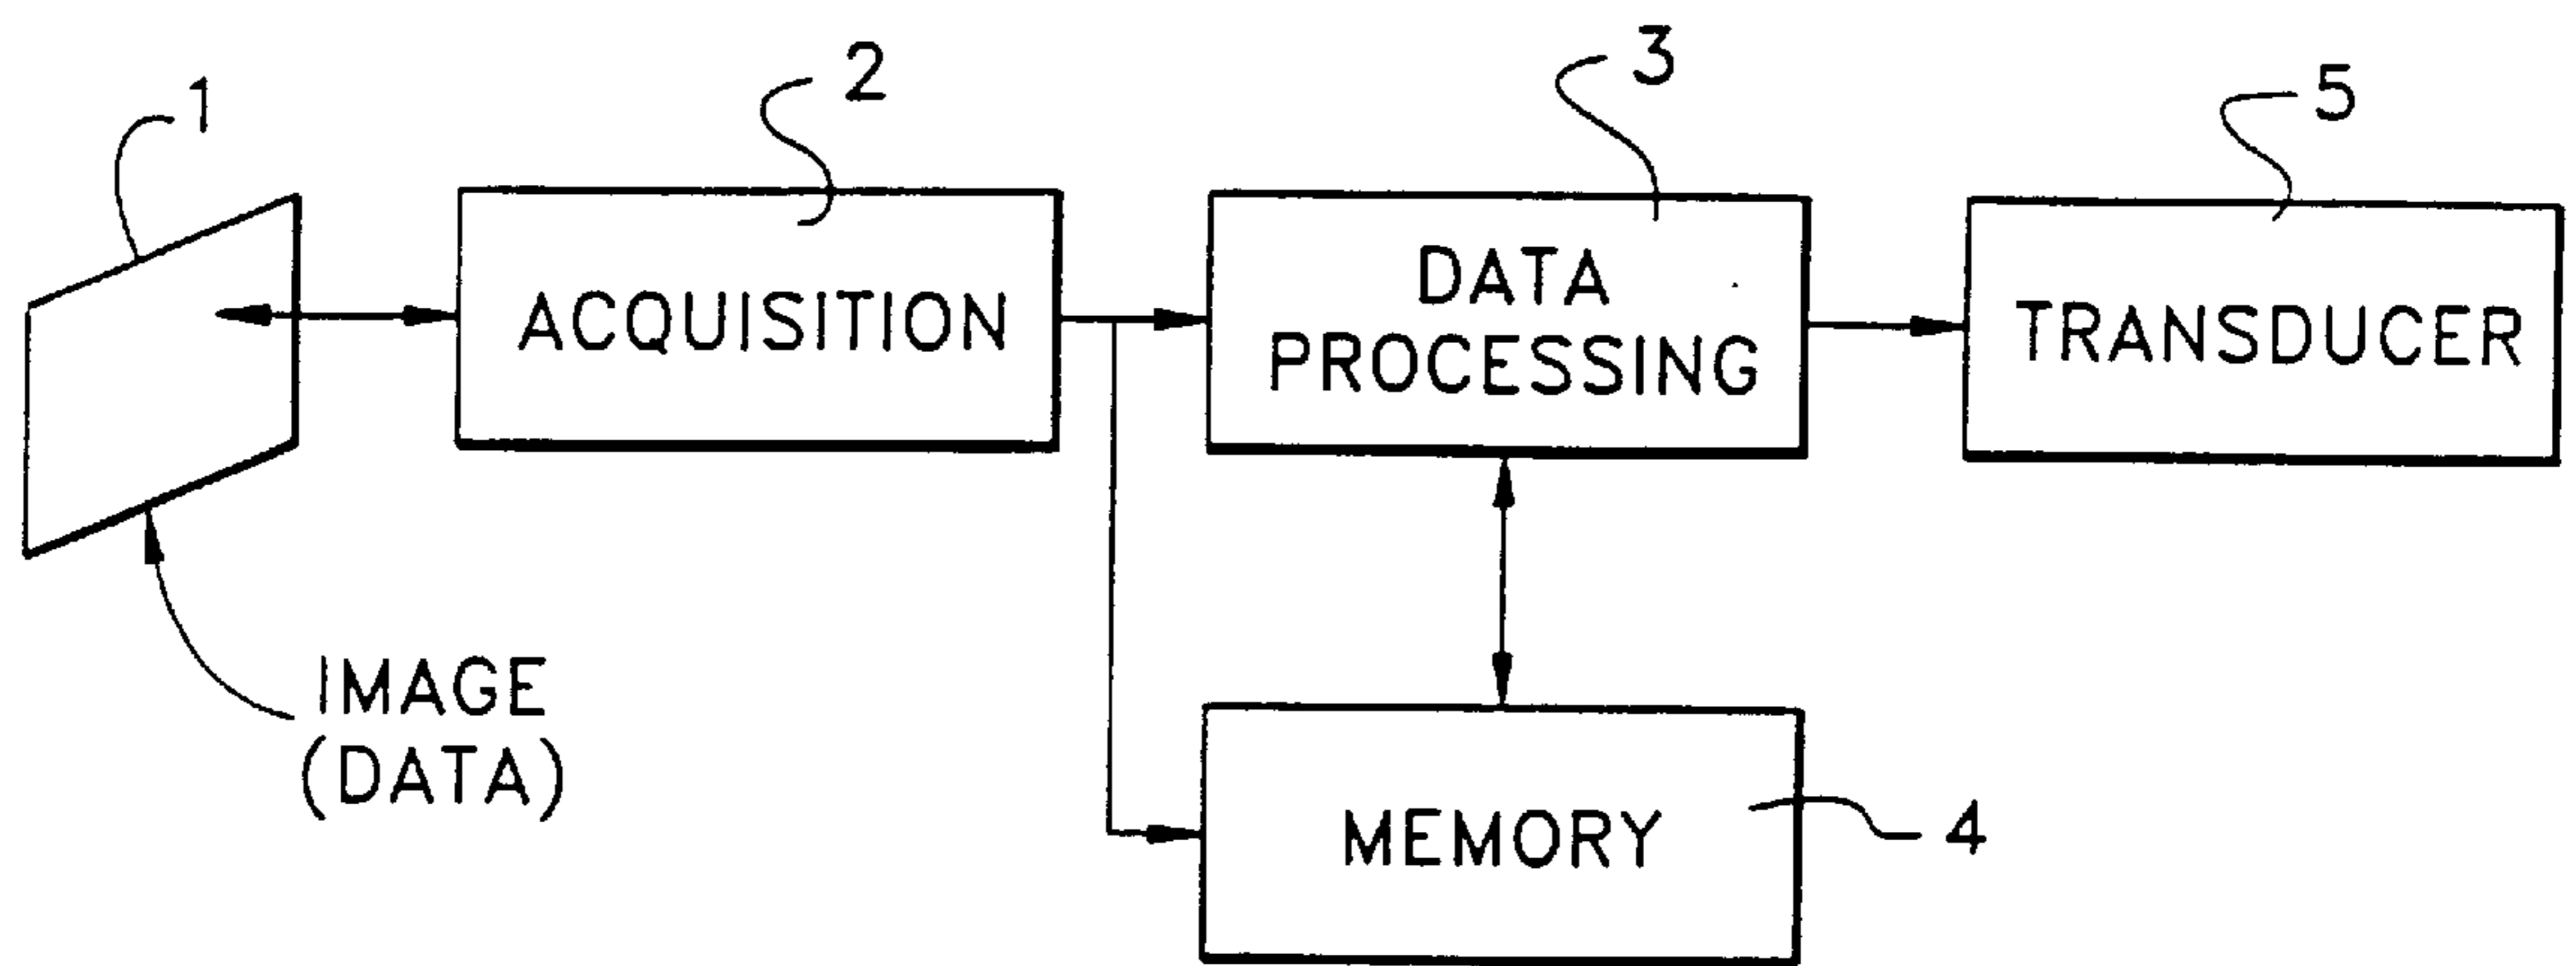 1
2
3
5
ACQUISITION
DATA
PROCESSING
TRANSDUCER
IMAGE
(DATA)
MEMORY
4